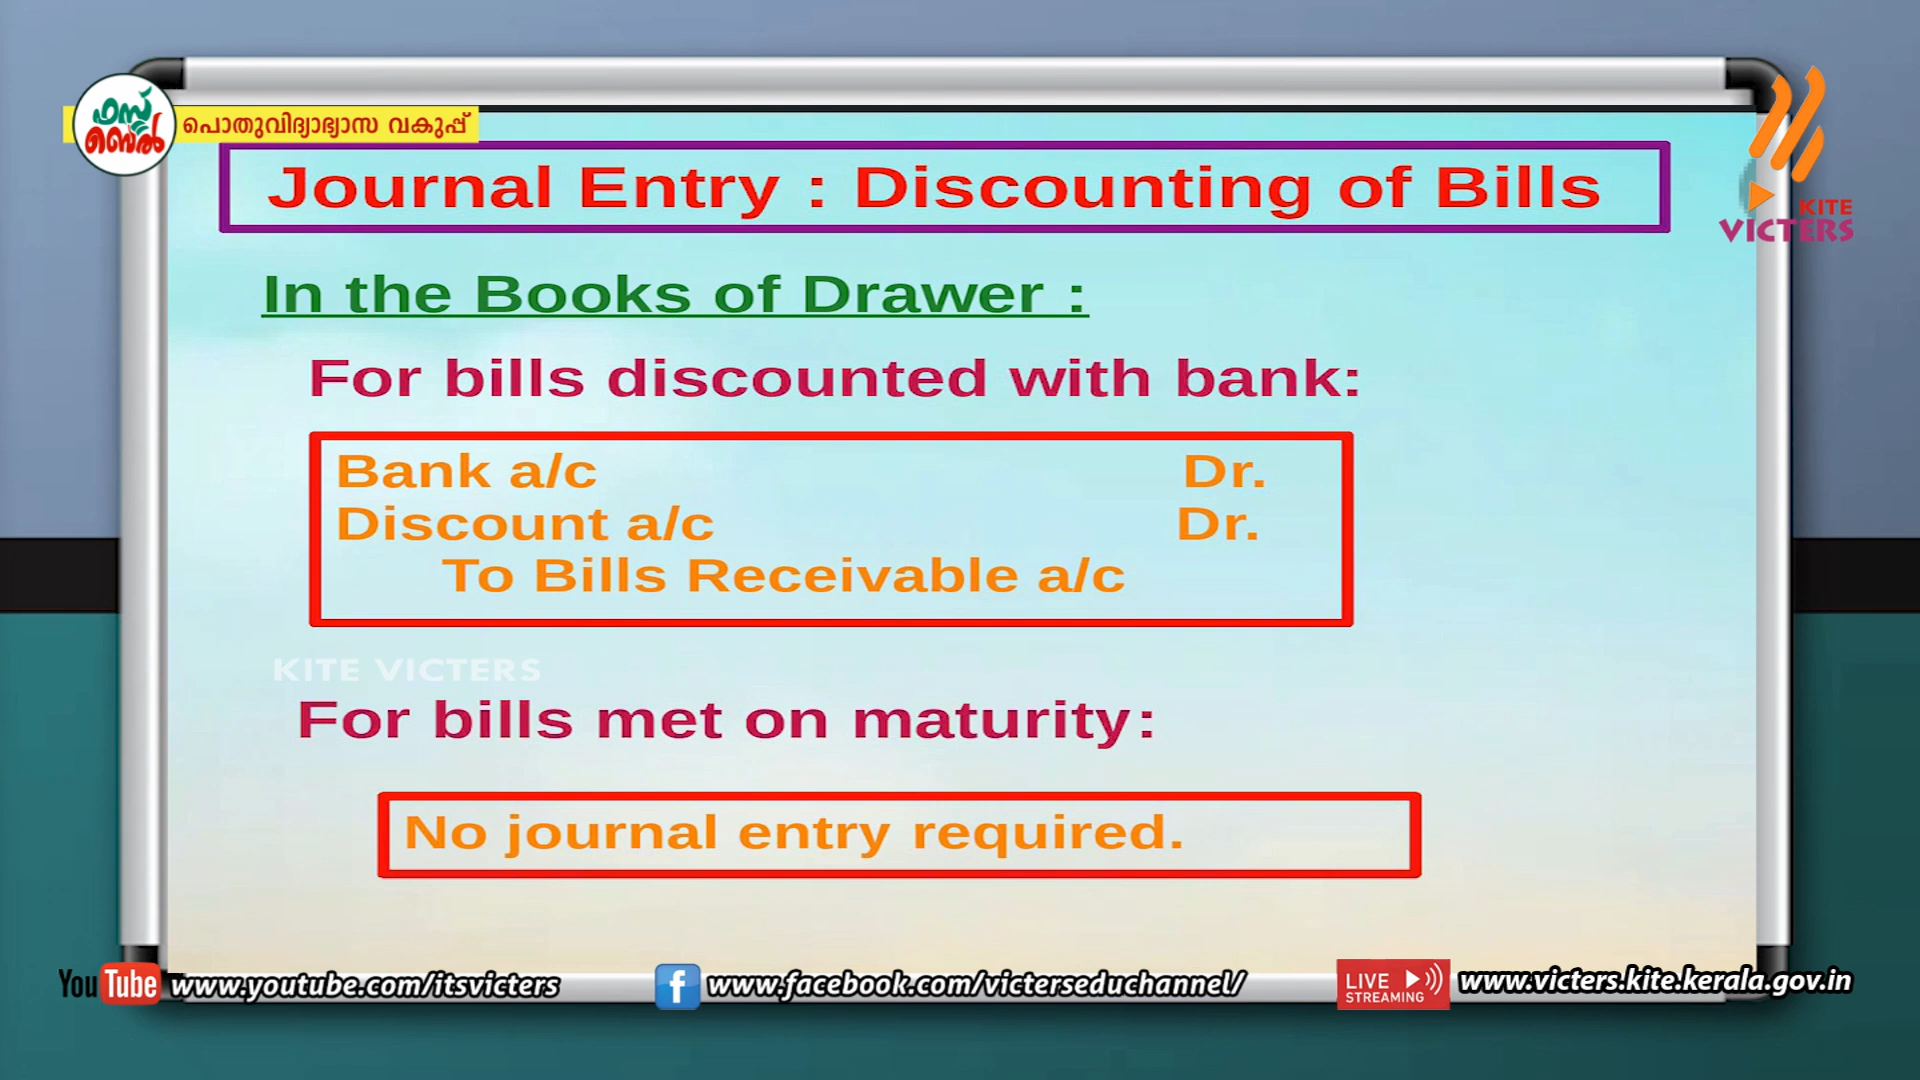 ഫസ്റ്റ്
ബെൽ
പൊതുവിദ്യാഭ്യാസ വകുപ്പ്
KITE
VICTERS
Journal Entry : Discounting of Bills
In the Books of Drawer :
For bills discounted with bank:
Bank a/c Dr.
Discount a/c Dr.
To Bills Receivable a/c
KITE VICTERS
For bills met on maturity:
No journal entry required.
YouTube www.youtube.com/itsvicters
f www.facebook.com/victerseduchannel/
LIVE
STREAMING
www.victers.kite.kerala.gov.in